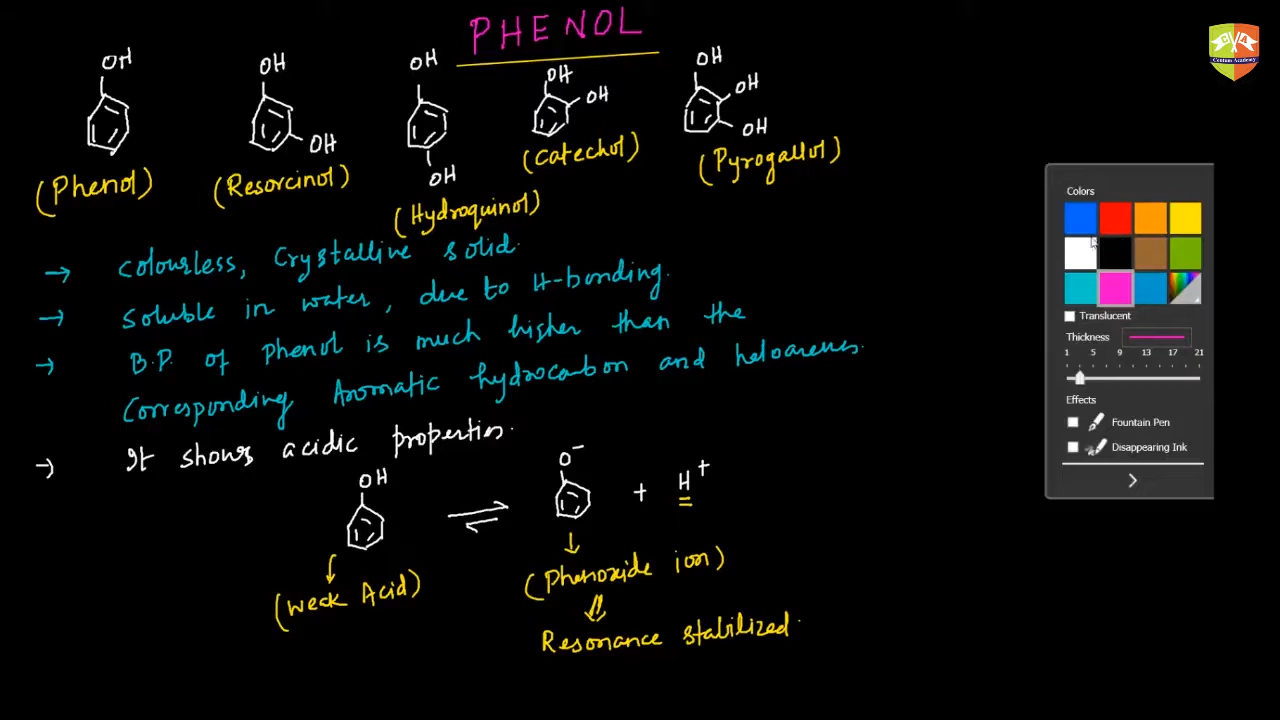 PHENOL
OH OH OH OH OH
OH OH OH OH OH
(Phenol) (Resorcinol) (Hydroquinol) (Catechol) (Pyrogallol)
→ Colourless, Crystalline solid.
→ Soluble in water, due to H-bonding.
→ B.P. of Phenol is much higher than the
Corresponding Aromatic hydrocarbon and haloarenes.
→ It shows acidic properties.
OH ⇌ O⁻ + H⁺
(Weak Acid) (Phenoxide ion)
Resonance stabilized.
Centum Academy
Colors
Translucent
Thickness
1 5 9 13 17 21
Effects
Fountain Pen
Disappearing Ink